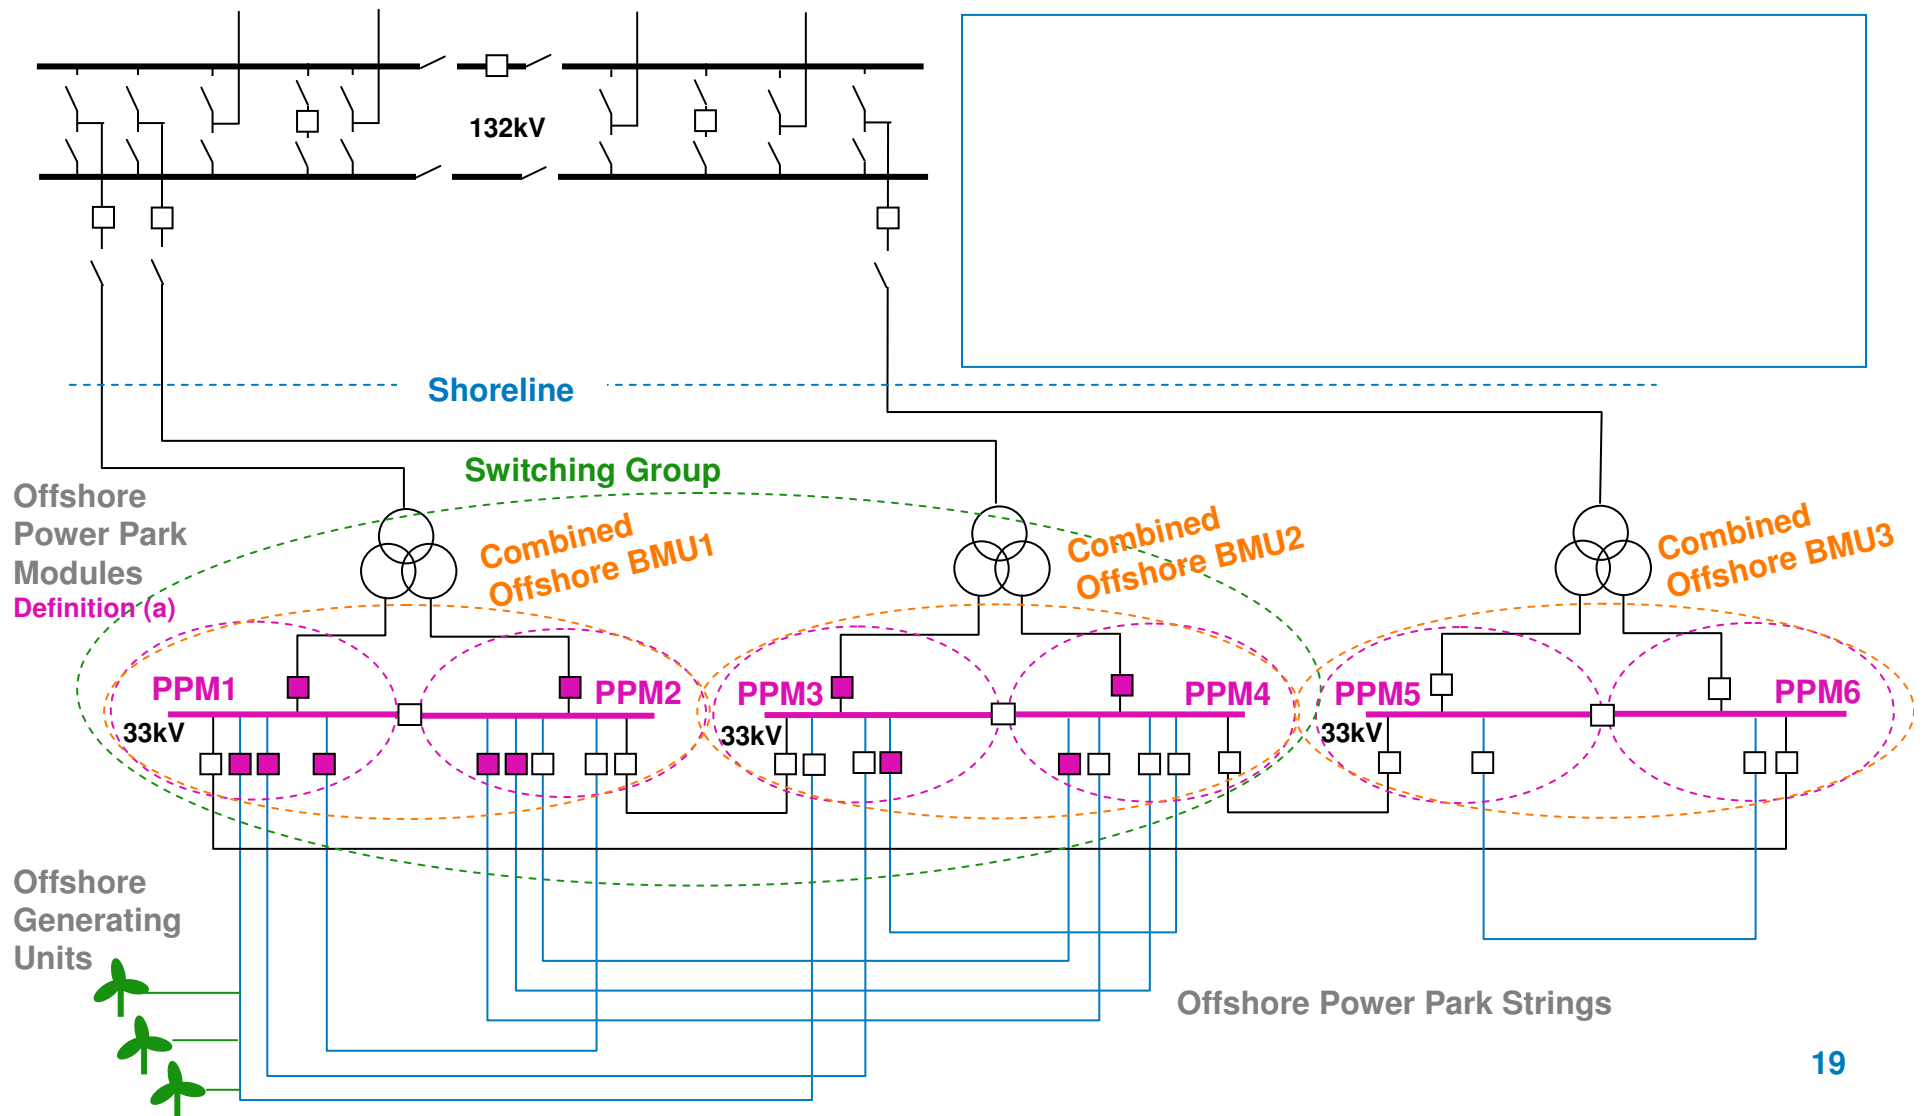 132kV
Shoreline
Switching Group
Offshore
Power Park
Modules
Definition (a)
Combined
Offshore BMU1
Combined
Offshore BMU2
Combined
Offshore BMU3
PPM1
PPM2
PPM3
PPM4
PPM5
PPM6
33kV
33kV
33kV
Offshore
Generating
Units
Offshore Power Park Strings
19